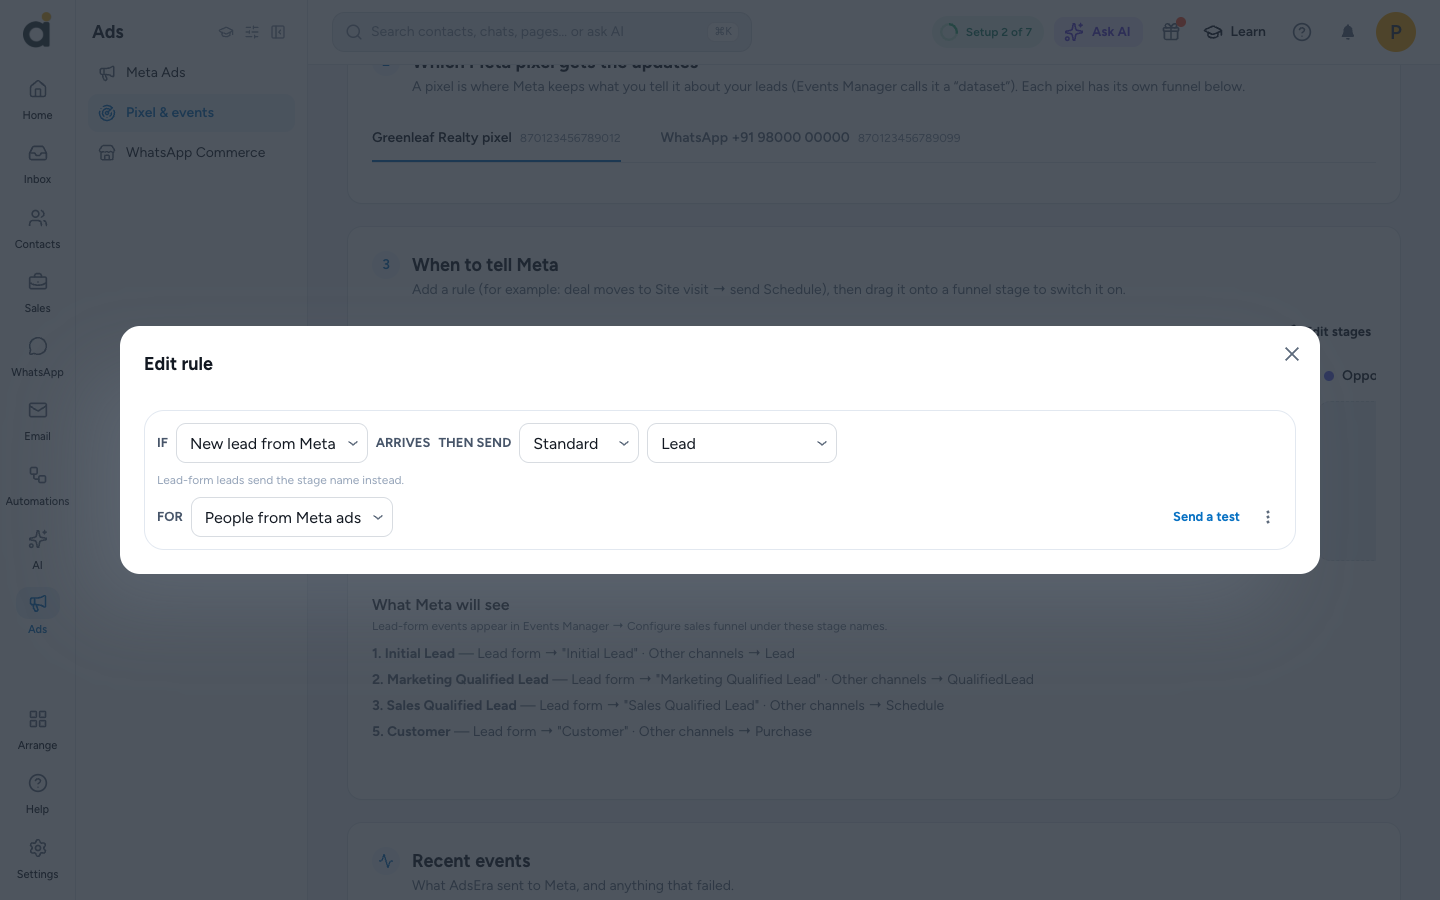 Ads
Search contacts, chats, pages... or ask AI
⌘K
Setup 2 of 7
Ask AI
Learn
P
Home
Inbox
Contacts
Sales
WhatsApp
Email
Automations
AI
Ads
Arrange
Help
Settings
Meta Ads
Pixel & events
WhatsApp Commerce
Which Meta pixel gets the updates
A pixel is where Meta keeps what you tell it about your leads (Events Manager calls it a "dataset"). Each pixel has its own funnel below.
Greenleaf Realty pixel 870123456789012
WhatsApp +91 98000 00000 870123456789099
3 When to tell Meta
Add a rule (for example: deal moves to Site visit → send Schedule), then drag it onto a funnel stage to switch it on.
dit stages
Oppo
Edit rule
IF New lead from Meta ARRIVES THEN SEND Standard Lead
Lead-form leads send the stage name instead.
FOR People from Meta ads
Send a test
What Meta will see
Lead-form events appear in Events Manager → Configure sales funnel under these stage names.
1. Initial Lead — Lead form → "Initial Lead" · Other channels → Lead
2. Marketing Qualified Lead — Lead form → "Marketing Qualified Lead" · Other channels → QualifiedLead
3. Sales Qualified Lead — Lead form → "Sales Qualified Lead" · Other channels → Schedule
5. Customer — Lead form → "Customer" · Other channels → Purchase
Recent events
What AdsEra sent to Meta, and anything that failed.